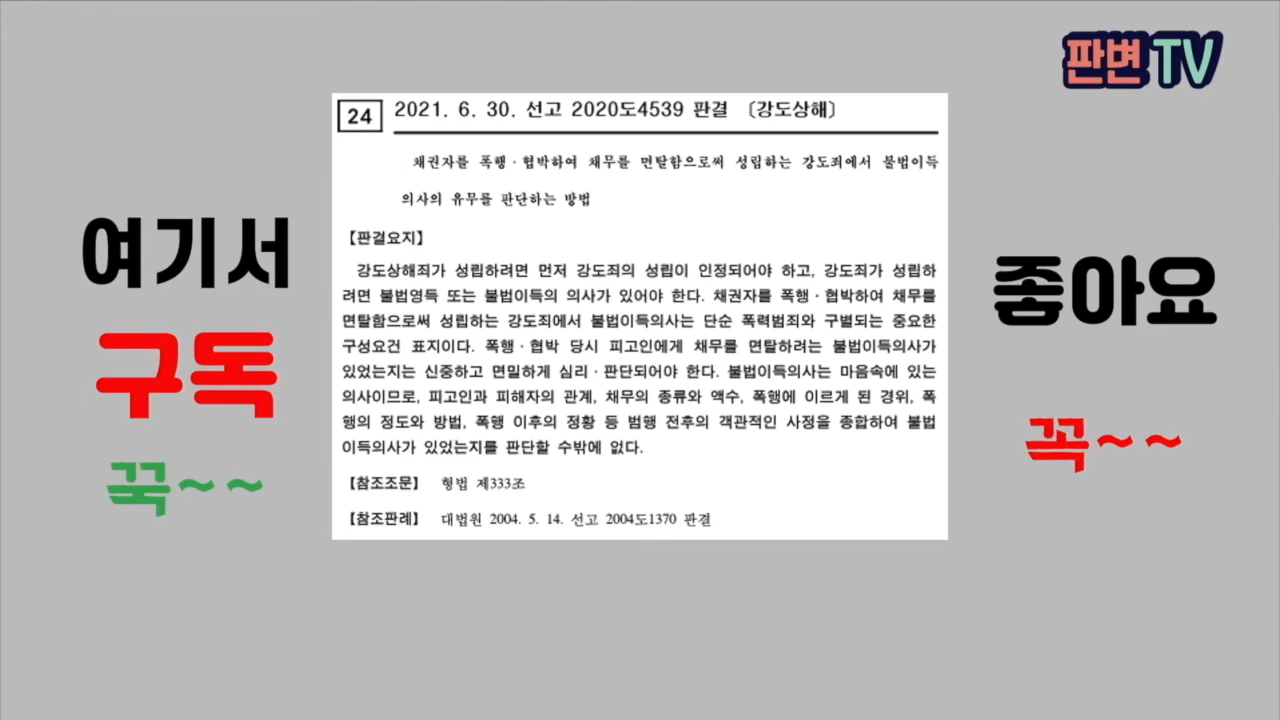 판변 TV
24 2021. 6. 30. 선고 2020도4539 판결 〔강도상해〕
채권자를 폭행·협박하여 채무를 면탈함으로써 성립하는 강도죄에서 불법이득
의사의 유무를 판단하는 방법
【판결요지】
강도상해죄가 성립하려면 먼저 강도죄의 성립이 인정되어야 하고, 강도죄가 성립하
려면 불법영득 또는 불법이득의 의사가 있어야 한다. 채권자를 폭행·협박하여 채무를
면탈함으로써 성립하는 강도죄에서 불법이득의사는 단순 폭력범죄와 구별되는 중요한
구성요건 표지이다. 폭행·협박 당시 피고인에게 채무를 면탈하려는 불법이득의사가
있었는지는 신중하고 면밀하게 심리·판단되어야 한다. 불법이득의사는 마음속에 있는
의사이므로, 피고인과 피해자의 관계, 채무의 종류와 액수, 폭행에 이르게 된 경위, 폭
행의 정도와 방법, 폭행 이후의 정황 등 범행 전후의 객관적인 사정을 종합하여 불법
이득의사가 있었는지를 판단할 수밖에 없다.
【참조조문】 형법 제333조
【참조판례】 대법원 2004. 5. 14. 선고 2004도1370 판결
여기서
구독
꾹~~
좋아요
꼭~~